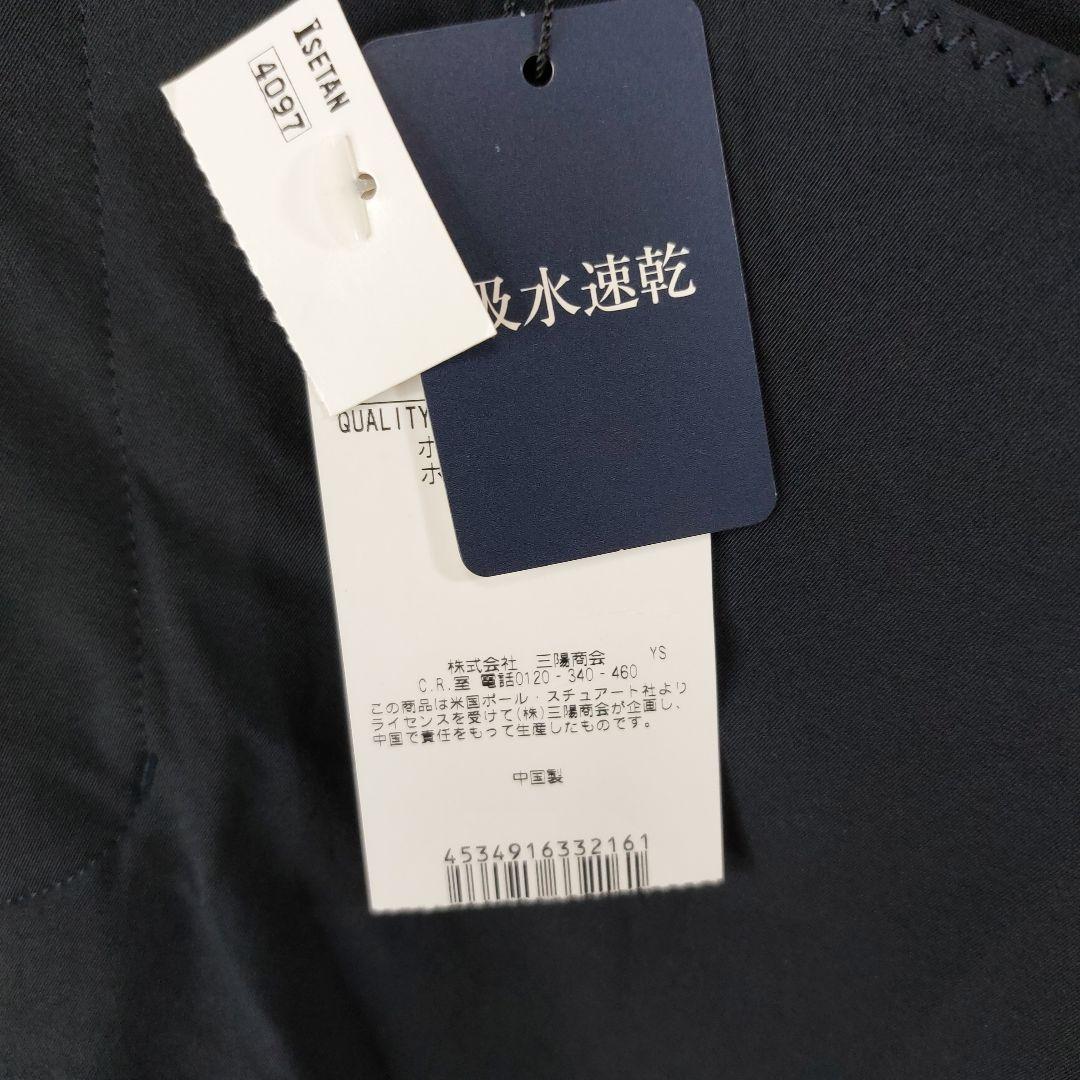 ISETAN
4097
吸水速乾
QUALITY
ポ
ポ
株式会社 三陽商会 YS
C.R.室 電話0120-340-460
この商品は米国ポール・スチュアート社より
ライセンスを受けて(株)三陽商会が企画し、
中国で責任をもって生産したものです。
中国製
4534916332161